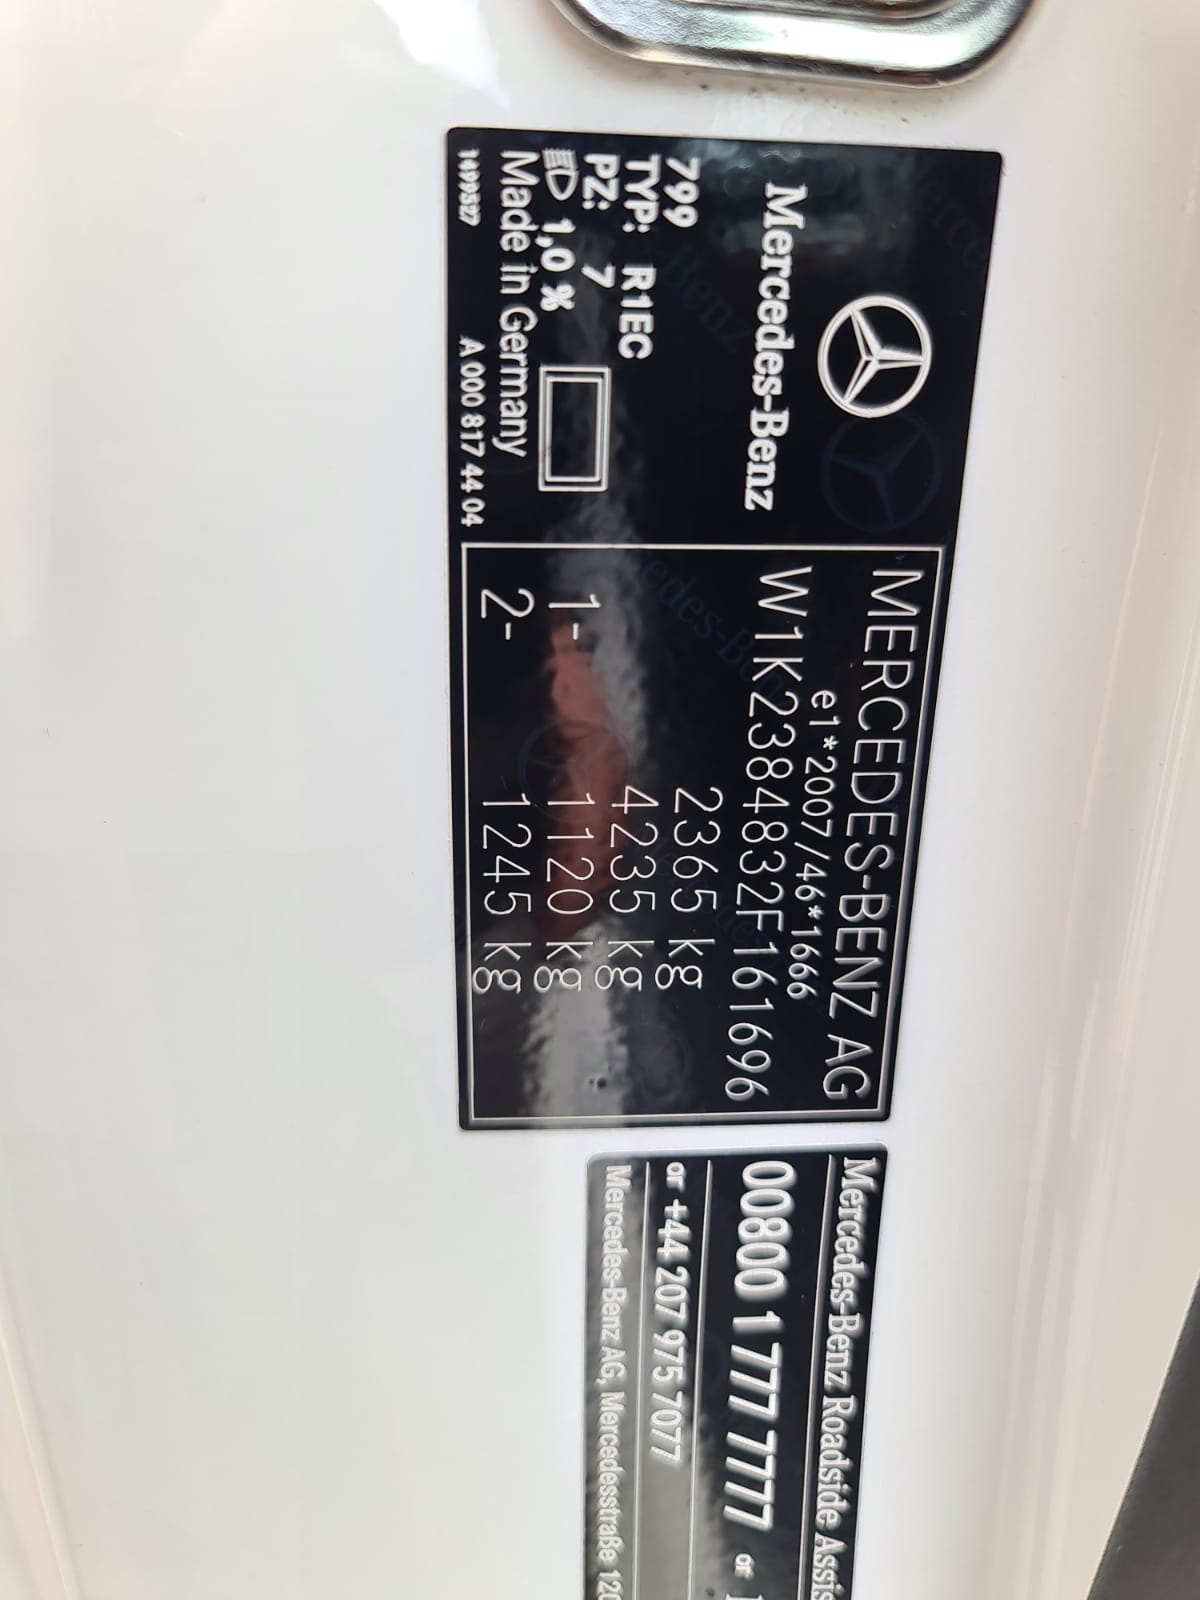 Mercedes-Benz
799
TYP: R1EC
PZ: 7
1,0 %
Made in Germany
1499527 A 000 817 44 04
MERCEDES-BENZ AG
e1*2007/46*1666
W1K2384832F161696
2365 kg
4235 kg
1- 1120 kg
2- 1245 kg
Mercedes-Benz Roadside Assis
00800 1 777 7777 or
or +44 207 975 7077
Mercedes-Benz AG, Mercedesstraße 120